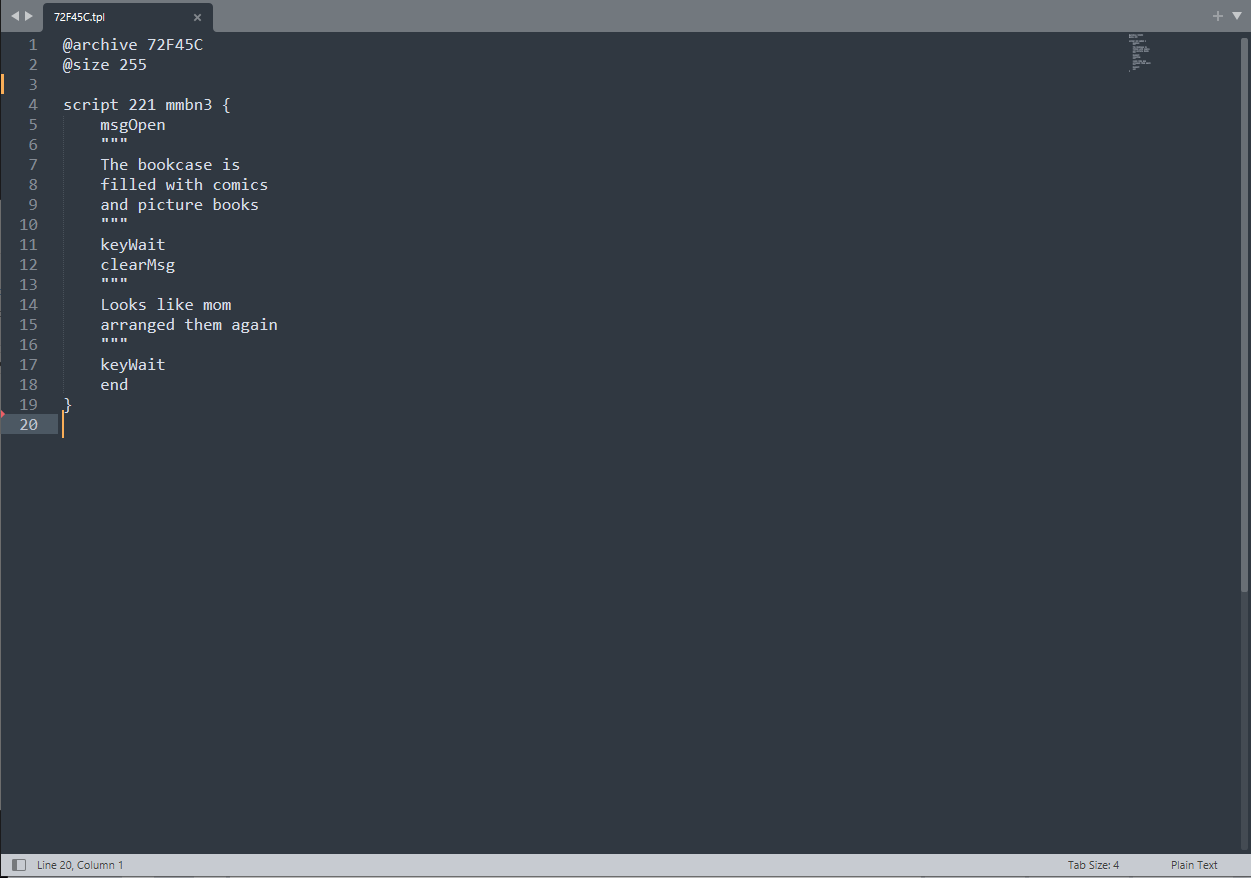 72F45C.tpl
1 @archive 72F45C
2 @size 255
3
4 script 221 mmbn3 {
5 msgOpen
6 """
7 The bookcase is
8 filled with comics
9 and picture books
10 """
11 keyWait
12 clearMsg
13 """
14 Looks like mom
15 arranged them again
16 """
17 keyWait
18 end
19 }
20
Line 20, Column 1
Tab Size: 4
Plain Text